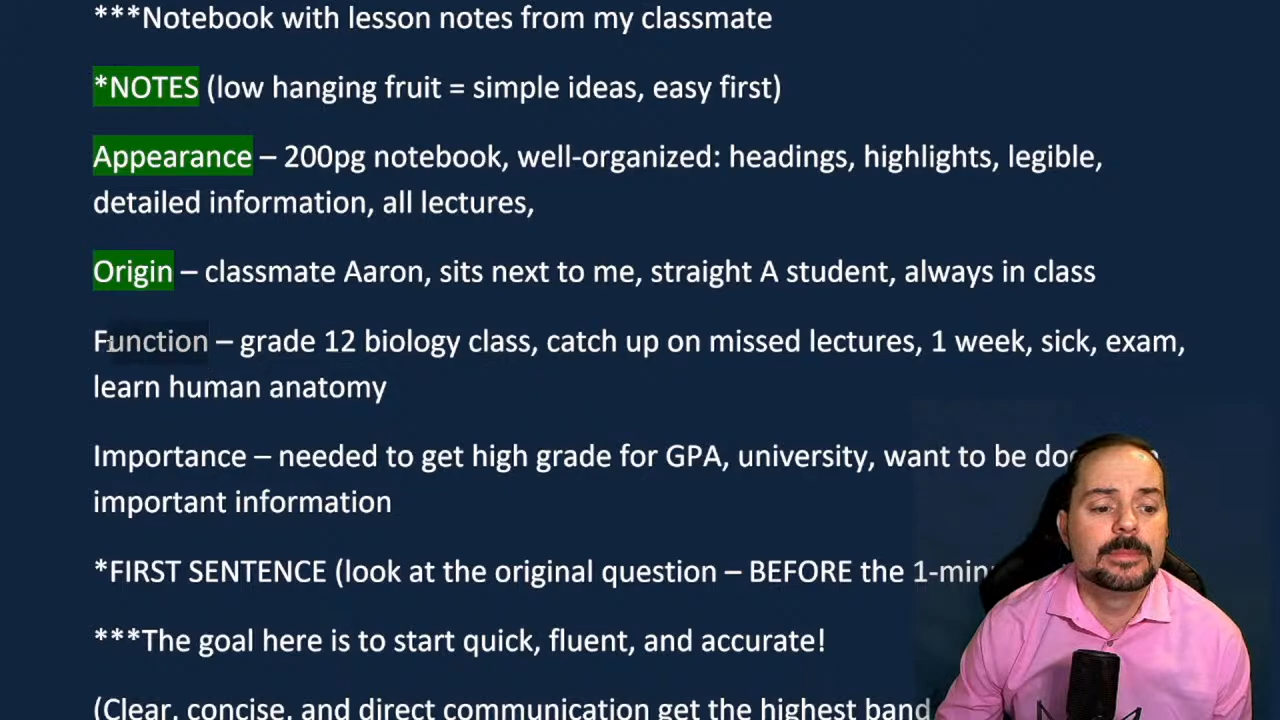 ***Notebook with lesson notes from my classmate
*NOTES (low hanging fruit = simple ideas, easy first)
Appearance – 200pg notebook, well-organized: headings, highlights, legible,
detailed information, all lectures,
Origin – classmate Aaron, sits next to me, straight A student, always in class
Function – grade 12 biology class, catch up on missed lectures, 1 week, sick, exam,
learn human anatomy
Importance – needed to get high grade for GPA, university, want to be
important information
*FIRST SENTENCE (look at the original question – BEFORE the
***The goal here is to start quick, fluent, and accurate!
(Clear, concise, and direct communication get the highest band